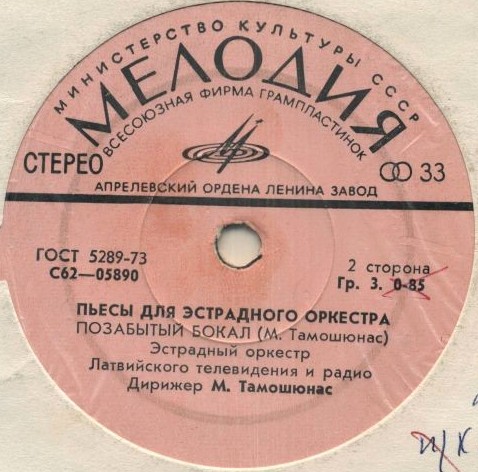 МИНИСТЕРСТВО КУЛЬТУРЫ СССР
МЕЛОДИЯ
ВСЕСОЮЗНАЯ ФИРМА ГРАМПЛАСТИНОК
СТЕРЕО 33
АПРЕЛЕВСКИЙ ОРДЕНА ЛЕНИНА ЗАВОД
ГОСТ 5289-73
С62—05890
2 сторона
Гр. 3. 0-85
ПЬЕСЫ ДЛЯ ЭСТРАДНОГО ОРКЕСТРА
ПОЗАБЫТЫЙ БОКАЛ (М. Тамошюнас)
Эстрадный оркестр
Латвийского телевидения и радио
Дирижер М. Тамошюнас